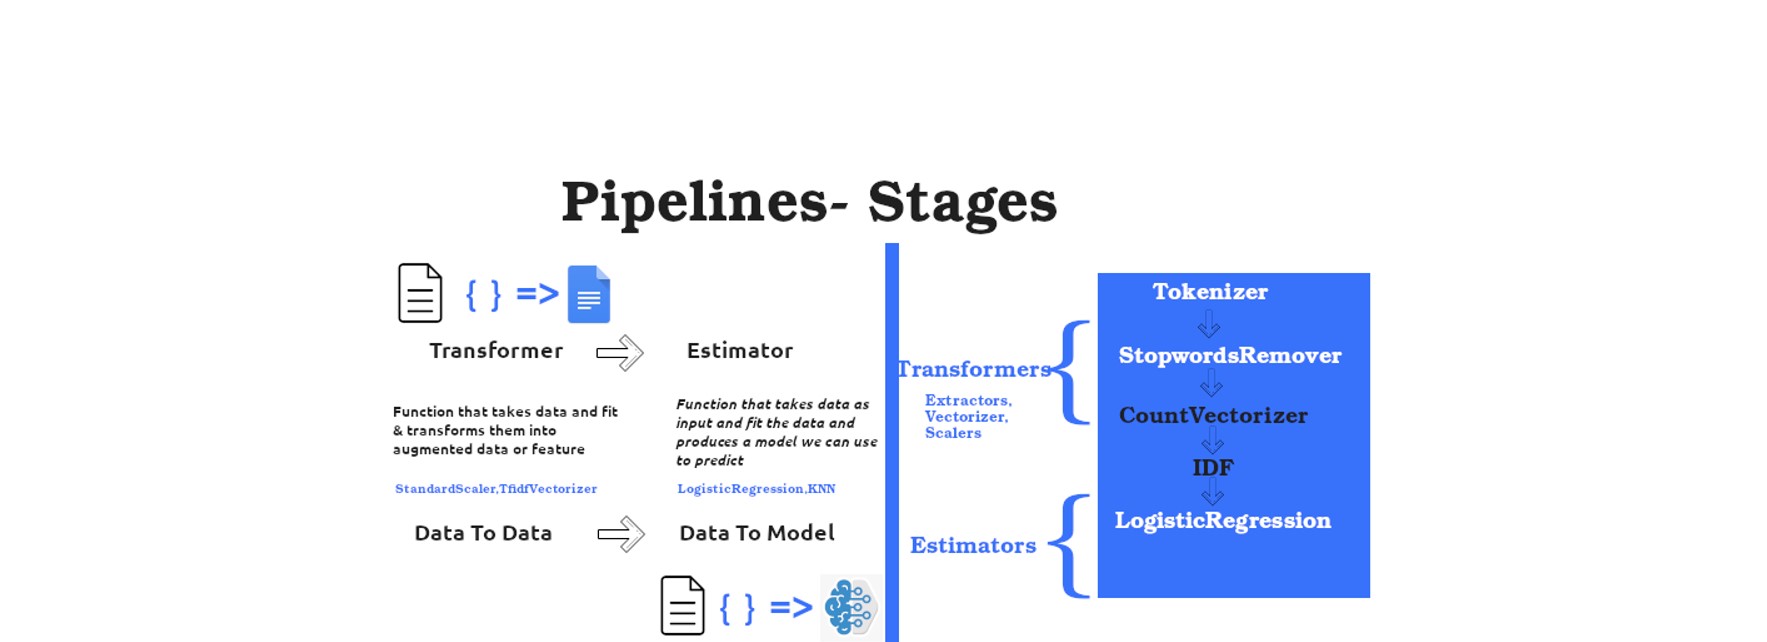 Pipelines- Stages
{ } =>
Transformer
Estimator
Function that takes data and fit
& transforms them into
augmented data or feature
Function that takes data as
input and fit the data and
produces a model we can use
to predict
StandardScaler,TfidfVectorizer
LogisticRegression,KNN
Data To Data
Data To Model
{ } =>
Transformers
Extractors,
Vectorizer,
Scalers
Estimators
Tokenizer
StopwordsRemover
CountVectorizer
IDF
LogisticRegression